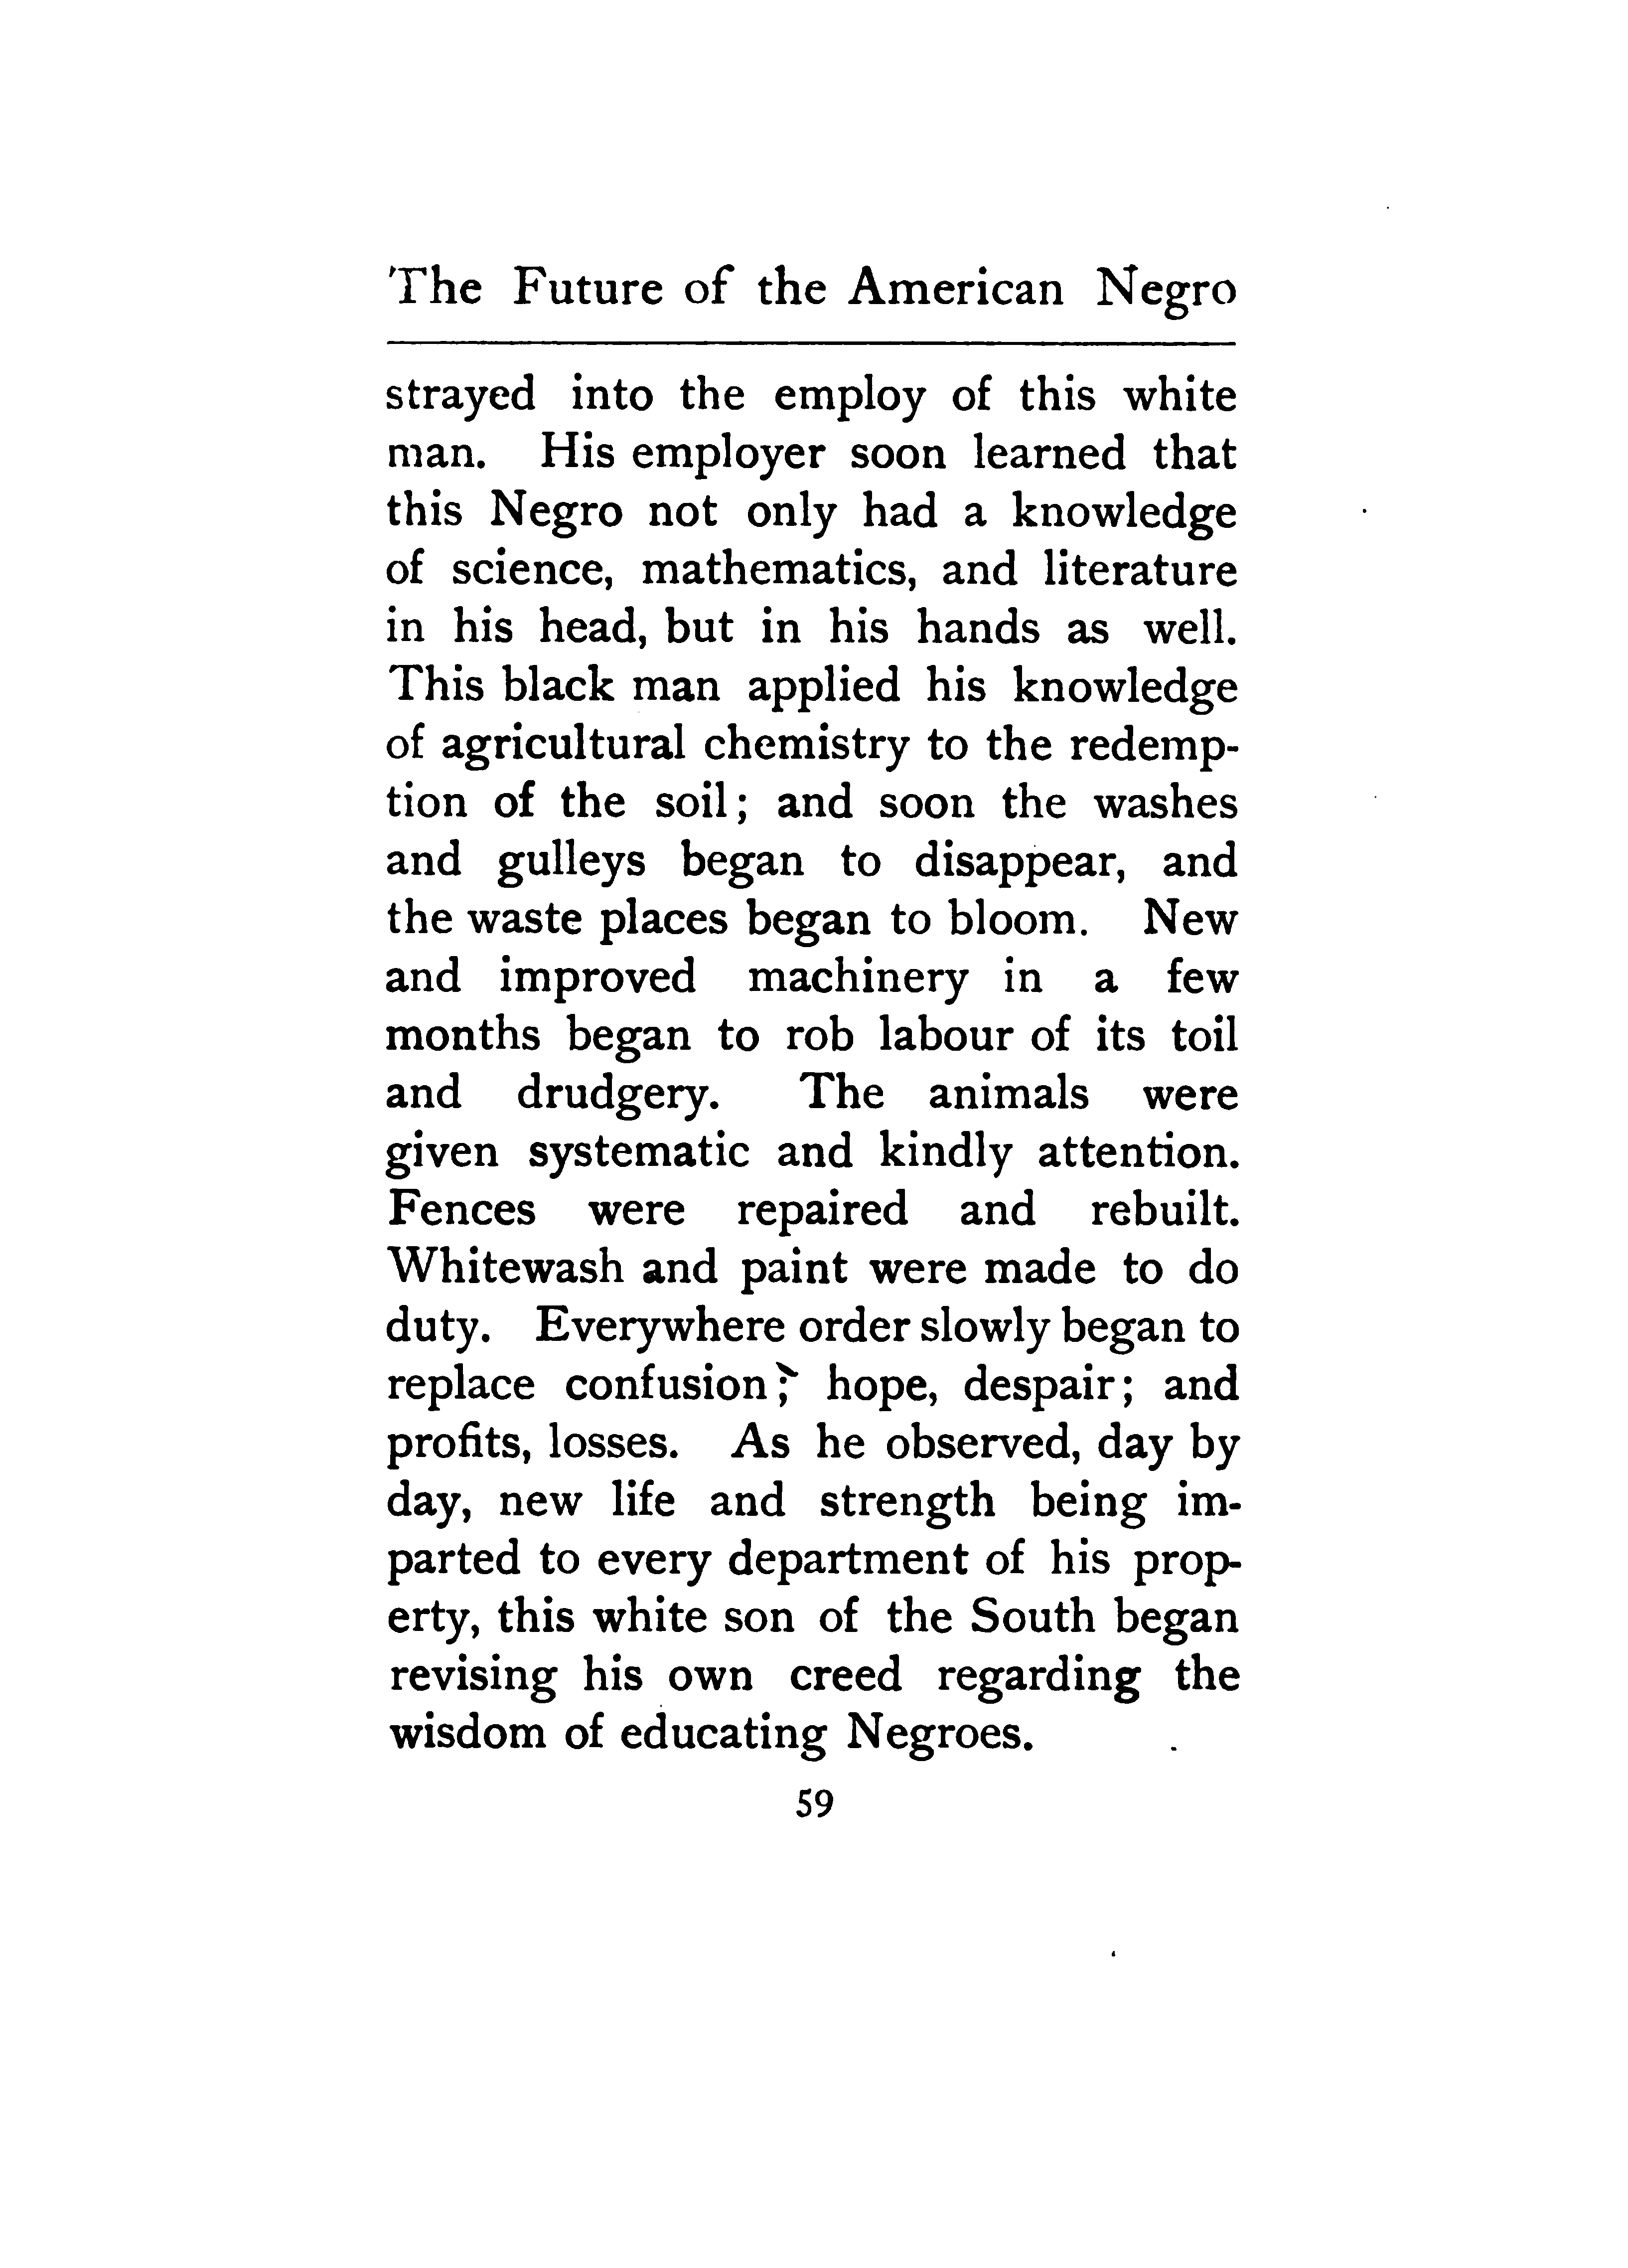 The Future of the American Negro
strayed into the employ of this white
man. His employer soon learned that
this Negro not only had a knowledge
of science, mathematics, and literature
in his head, but in his hands as well.
This black man applied his knowledge
of agricultural chemistry to the redemp-
tion of the soil; and soon the washes
and gulleys began to disappear, and
the waste places began to bloom. New
and improved machinery in a few
months began to rob labour of its toil
and drudgery. The animals were
given systematic and kindly attention.
Fences were repaired and rebuilt.
Whitewash and paint were made to do
duty. Everywhere order slowly began to
replace confusion; hope, despair; and
profits, losses. As he observed, day by
day, new life and strength being im-
parted to every department of his prop-
erty, this white son of the South began
revising his own creed regarding the
wisdom of educating Negroes.
59